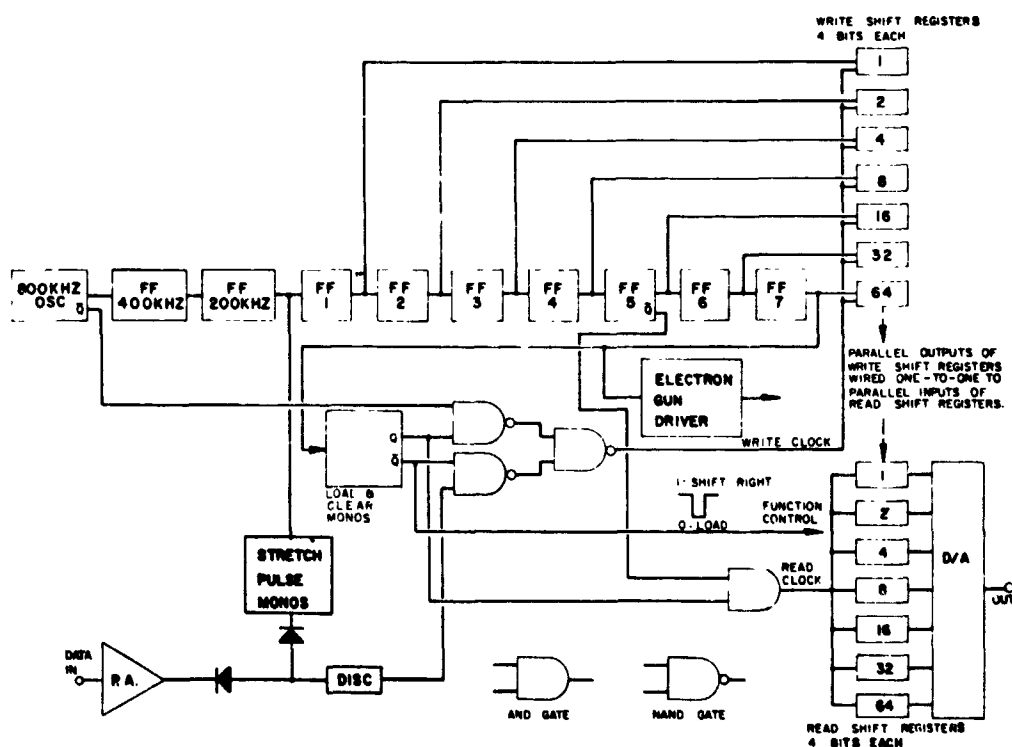 WRITE SHIFT REGISTERS
4 BITS EACH
1
2
4
8
16
32
64
800KHZ
OSC
Q̅
FF
400KHZ
FF
200KHZ
FF
1
FF
2
FF
3
FF
4
FF
5
Q̅
FF
6
FF
7
PARALLEL OUTPUTS OF
WRITE SHIFT REGISTERS
WIRED ONE-TO-ONE TO
PARALLEL INPUTS OF
READ SHIFT REGISTERS.
ELECTRON
GUN
DRIVER
WRITE CLOCK
Q
Q̅
LOAD &
CLEAR
MONOS
1- SHIFT RIGHT
0-LOAD
FUNCTION
CONTROL
READ
CLOCK
1
2
4
8
16
32
64
D/A
OUT
STRETCH
PULSE
MONOS
DATA
IN
R.A.
DISC
AND GATE
NAND GATE
READ SHIFT REGISTERS
4 BITS EACH